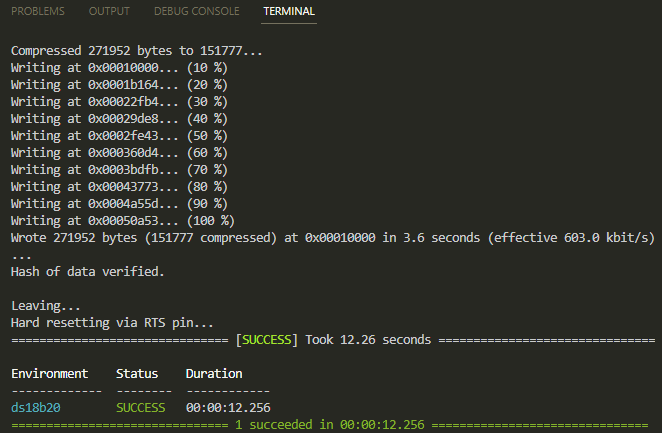 PROBLEMS OUTPUT DEBUG CONSOLE TERMINAL
Compressed 271952 bytes to 151777...
Writing at 0x00010000... (10 %)
Writing at 0x0001b164... (20 %)
Writing at 0x00022fb4... (30 %)
Writing at 0x00029de8... (40 %)
Writing at 0x0002fe43... (50 %)
Writing at 0x000360d4... (60 %)
Writing at 0x0003bdfb... (70 %)
Writing at 0x00043773... (80 %)
Writing at 0x0004a55d... (90 %)
Writing at 0x00050a53... (100 %)
Wrote 271952 bytes (151777 compressed) at 0x00010000 in 3.6 seconds (effective 603.0 kbit/s)
...
Hash of data verified.
Leaving...
Hard resetting via RTS pin...
=============================== [SUCCESS] Took 12.26 seconds ===============================
Environment Status Duration
------------- -------- ------------
ds18b20 SUCCESS 00:00:12.256
=============================== 1 succeeded in 00:00:12.256 ===============================